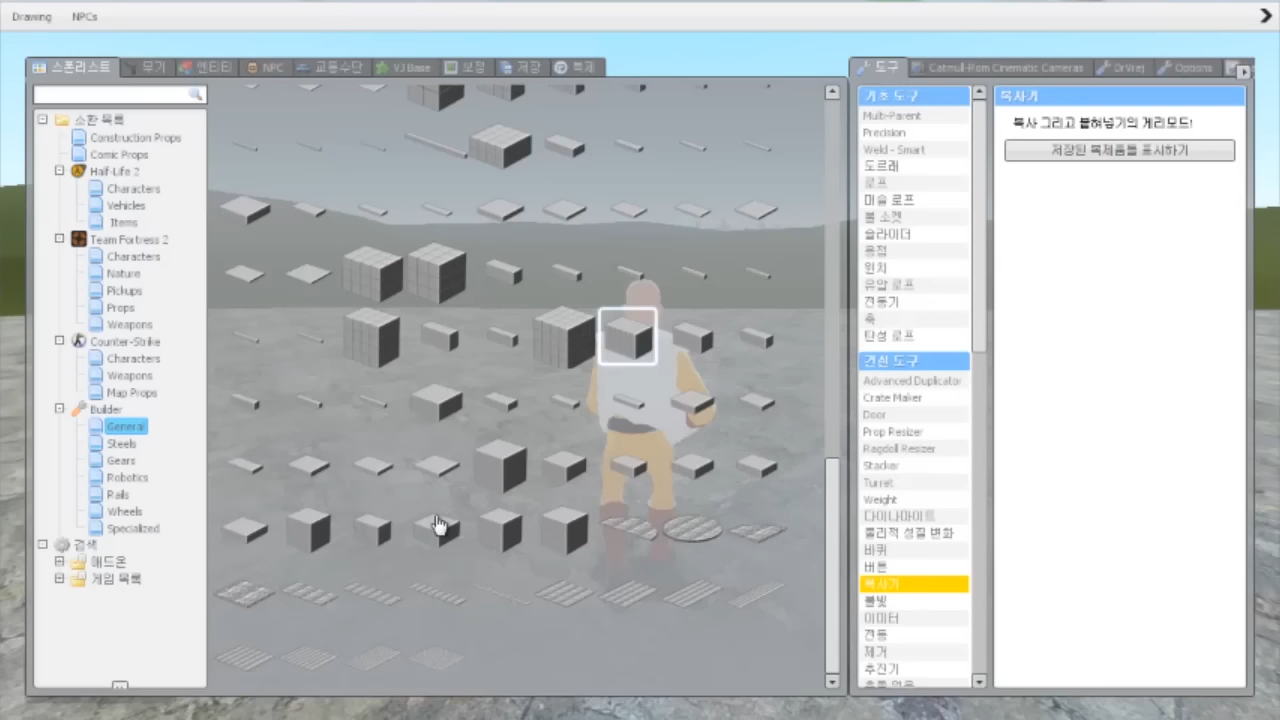 Drawing NPCs
스폰리스트 무기 엔티티 NPC 교통수단 VJ Base 보정 저장 복제
도구 Catmull-Rom Cinematic Cameras DrVrej Options
소환 목록
Construction Props
Comic Props
Half-Life 2
Characters
Vehicles
Items
Team Fortress 2
Characters
Nature
Pickups
Props
Weapons
Counter-Strike
Characters
Weapons
Map Props
Builder
General
Steels
Gears
Robotics
Rails
Wheels
Specialized
검색
애드온
게임 목록
기초 도구
Multi-Parent
Precision
Weld - Smart
도르래
로프
머슬 로프
볼 소켓
슬라이더
용접
윈치
유압 로프
전동기
축
탄성 로프
건설 도구
Advanced Duplicator
Crate Maker
Door
Prop Resizer
Ragdoll Resizer
Stacker
Turret
Weight
다이나마이트
물리적 성질 변화
바퀴
버튼
복사기
불빛
이미터
전등
제거
추진기
복사기
복사 그리고 붙혀넣기의 게리모드!
저장된 복제품들 표시하기